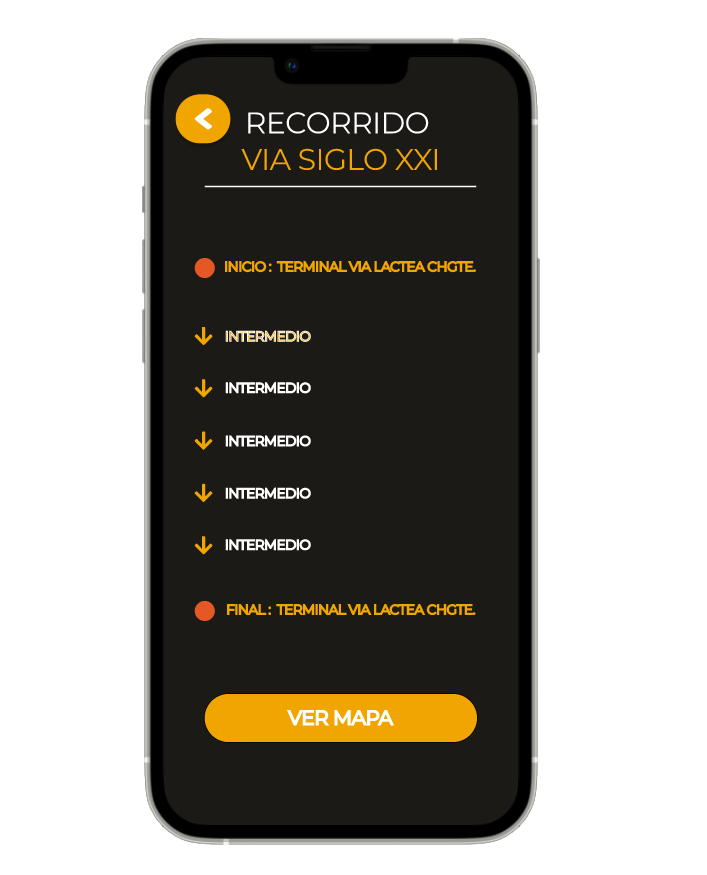 RECORRIDO
VIA SIGLO XXI
INICIO : TERMINAL VIA LACTEA CHGTE.
INTERMEDIO
INTERMEDIO
INTERMEDIO
INTERMEDIO
INTERMEDIO
FINAL : TERMINAL VIA LACTEA CHGTE.
VER MAPA